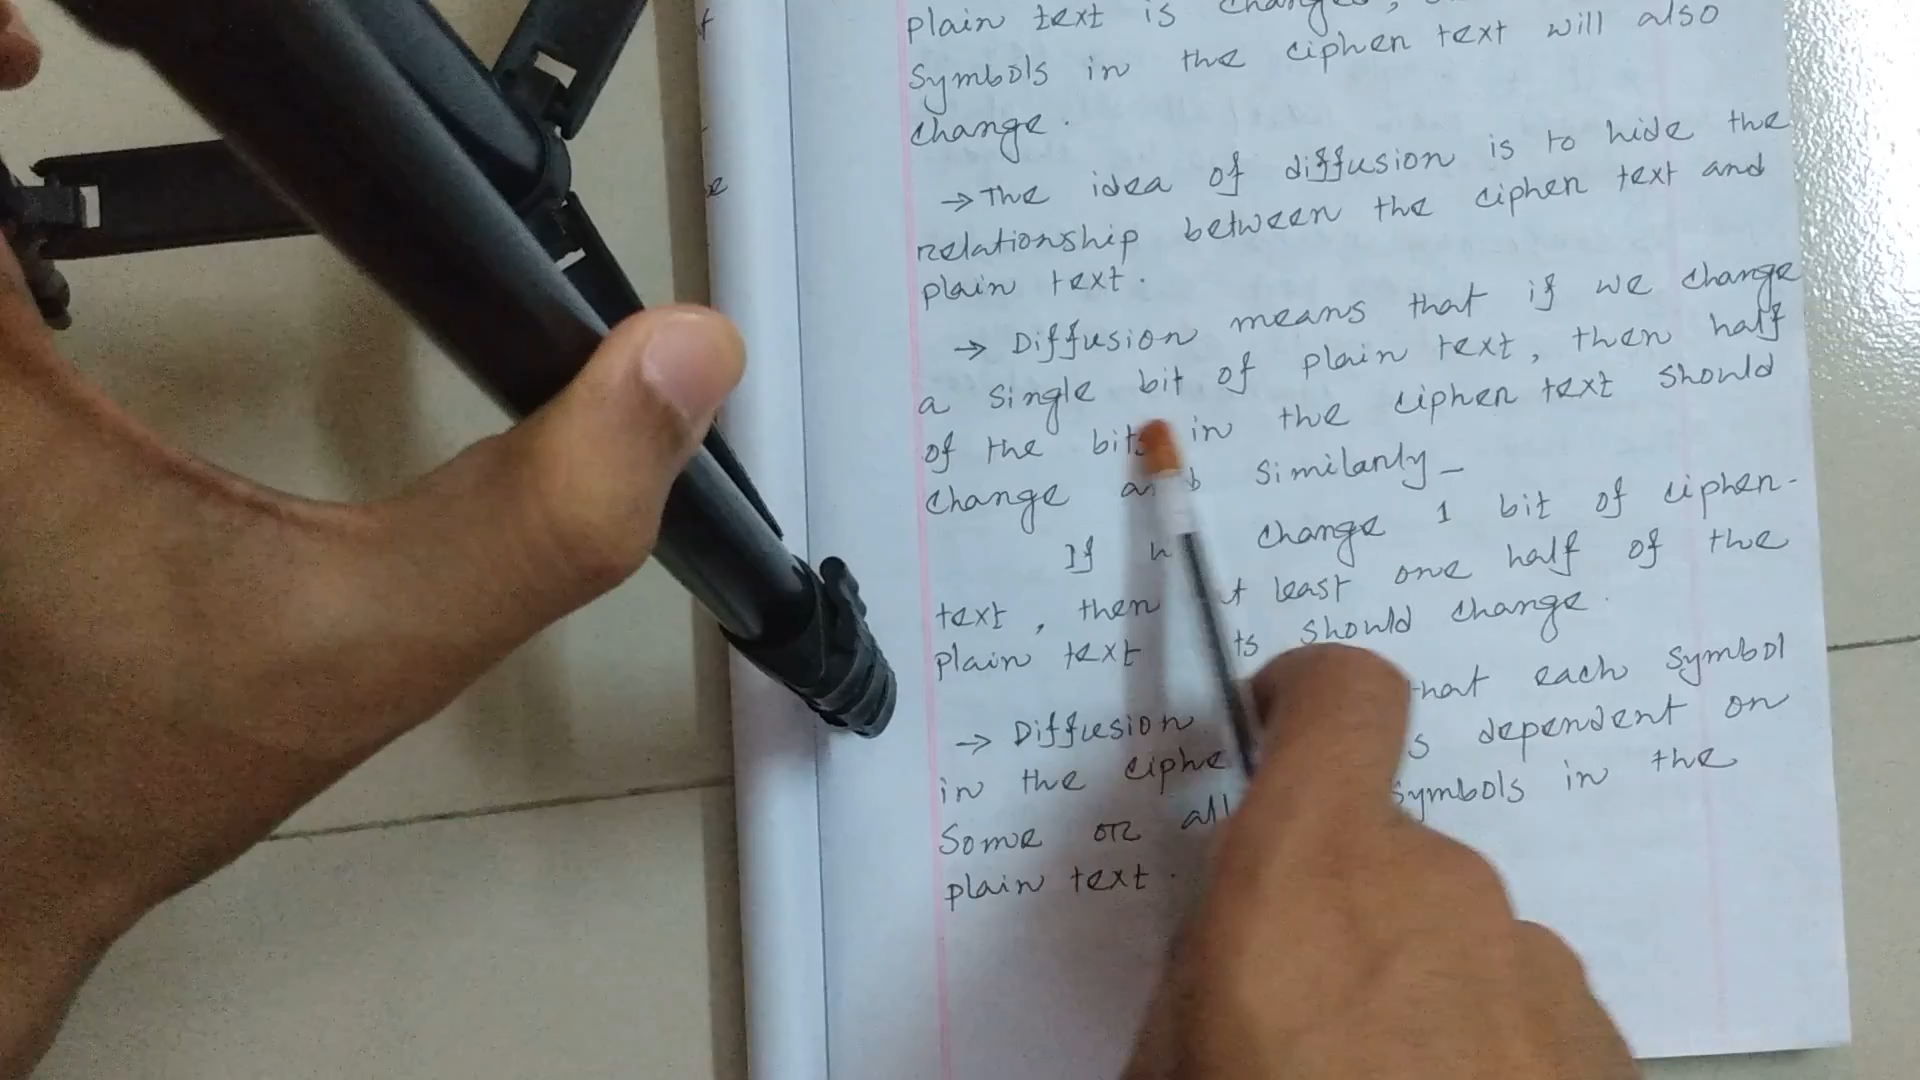 plain text is
symbols in the cipher text will also
change.
→ The idea of diffusion is to hide the
relationship between the cipher text and
plain text.
→ Diffusion means that if we change
a single bit of plain text, then half
of the bits in the cipher text should
change and similarly_
If change 1 bit of cipher-
text, then least one half of the
plain text should change.
→ Diffusion that each symbol
in the dependent on
some or all symbols in the
plain text.